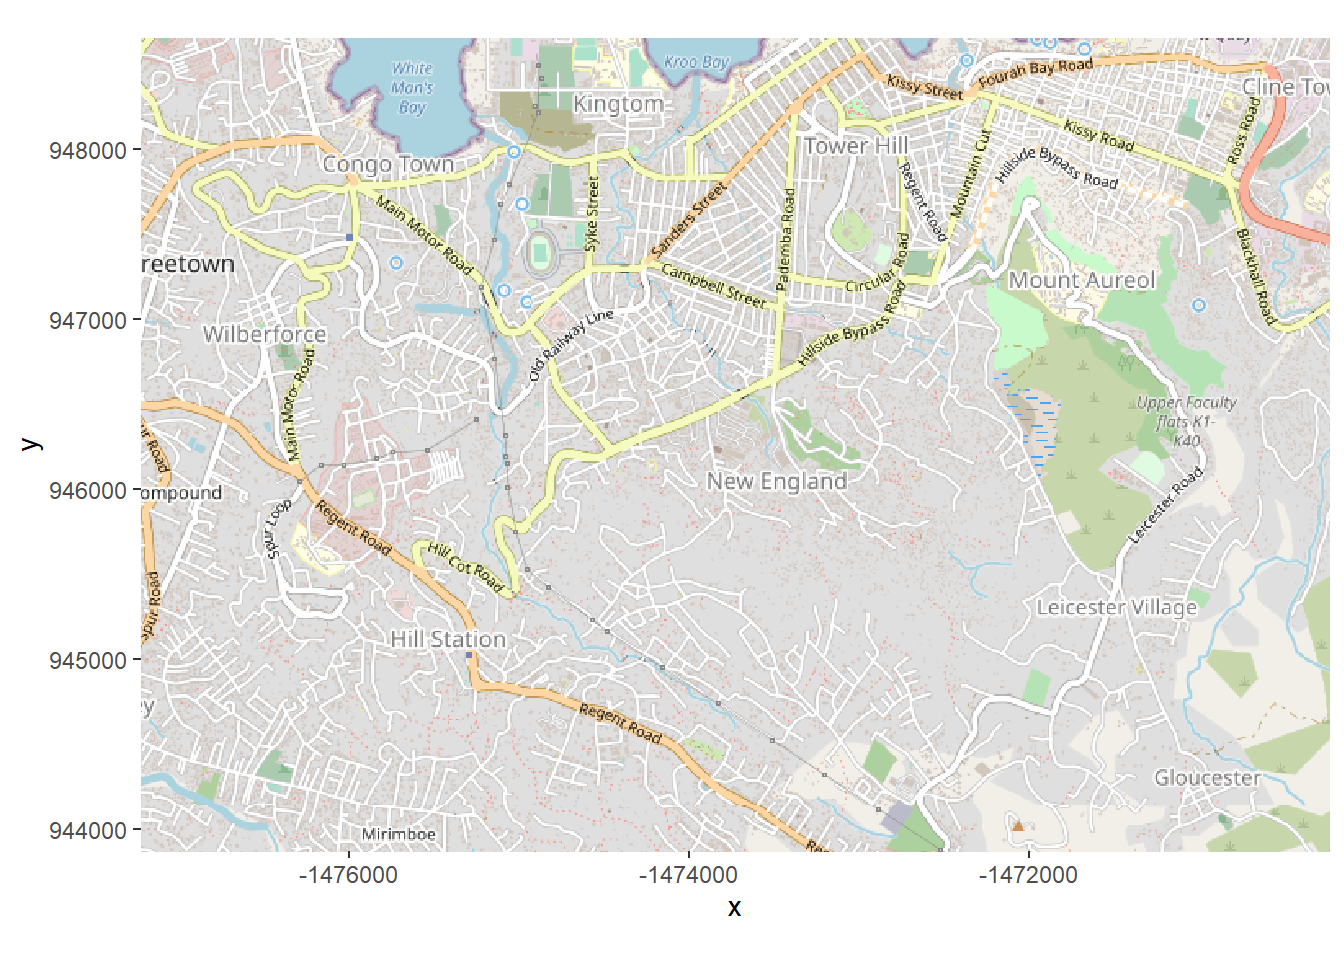 White
Man's
Bay
Kroo Bay
Kingtom
Kissy Street
Fourah Bay Road
Cline Tow
Congo Town
Tower Hill
Kissy Road
Ross Road
Hillside Bypass Road
Mountain Cut
Regent Road
Main Motor Road
Syke Street
Sanders Street
Pademba Road
reetown
Campbell Street
Circular Road
Mount Aureol
Blackhall Road
Wilberforce
Old Railway Line
Hillside Bypass Road
Main Motor Road
Upper Faculty
flats K1-
K40
ompound
New England
Leicester Road
Spur Loop
Regent Road
Hill Cot Road
Spur Road
Leicester Village
Hill Station
Regent Road
Gloucester
Mirimboe
948000
947000
946000
945000
944000
-1476000
-1474000
-1472000
x
y